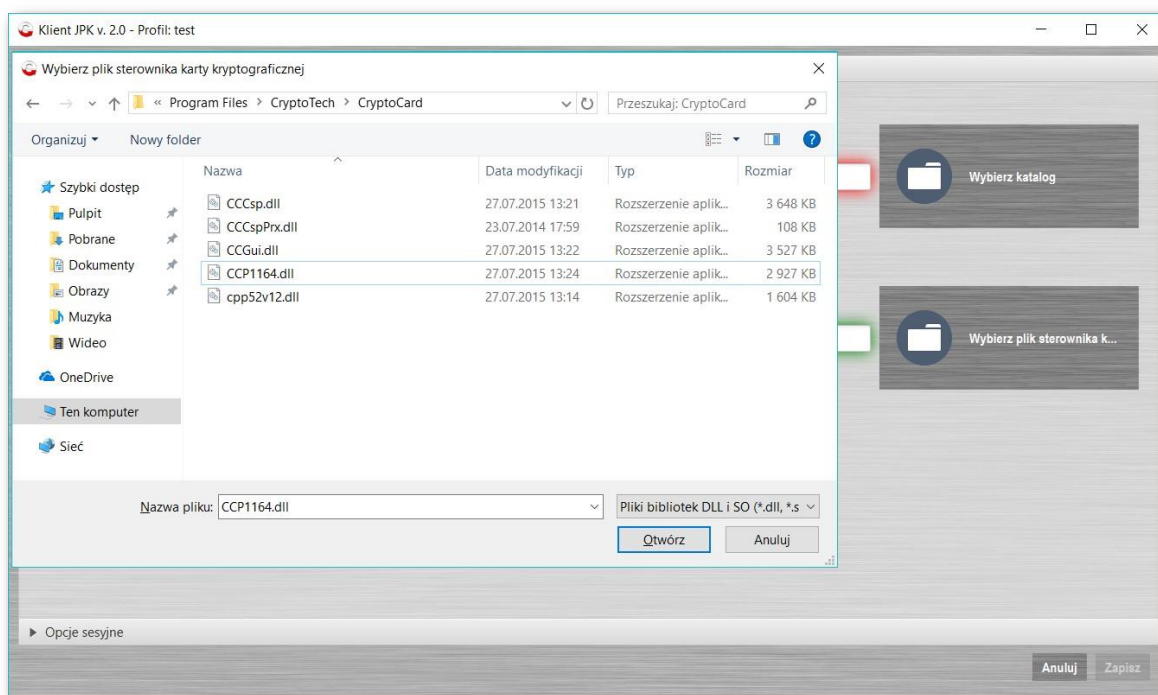 Klient JPK v. 2.0 - Profil: test
Wybierz plik sterownika karty kryptograficznej
« Program Files > CryptoTech > CryptoCard
Przeszukaj: CryptoCard
Organizuj Nowy folder
Nazwa Data modyfikacji Typ Rozmiar
CCCsp.dll 27.07.2015 13:21 Rozszerzenie aplik... 3 648 KB
CCCspPrx.dll 23.07.2014 17:59 Rozszerzenie aplik... 108 KB
CCGui.dll 27.07.2015 13:22 Rozszerzenie aplik... 3 527 KB
CCP1164.dll 27.07.2015 13:24 Rozszerzenie aplik... 2 927 KB
cpp52v12.dll 27.07.2015 13:14 Rozszerzenie aplik... 1 604 KB
Szybki dostęp
Pulpit
Pobrane
Dokumenty
Obrazy
Muzyka
Wideo
OneDrive
Ten komputer
Sieć
Nazwa pliku: CCP1164.dll
Pliki bibliotek DLL i SO (*.dll, *.s
Otwórz Anuluj
Wybierz katalog
Wybierz plik sterownika k...
Opcje sesyjne
Anuluj Zapisz